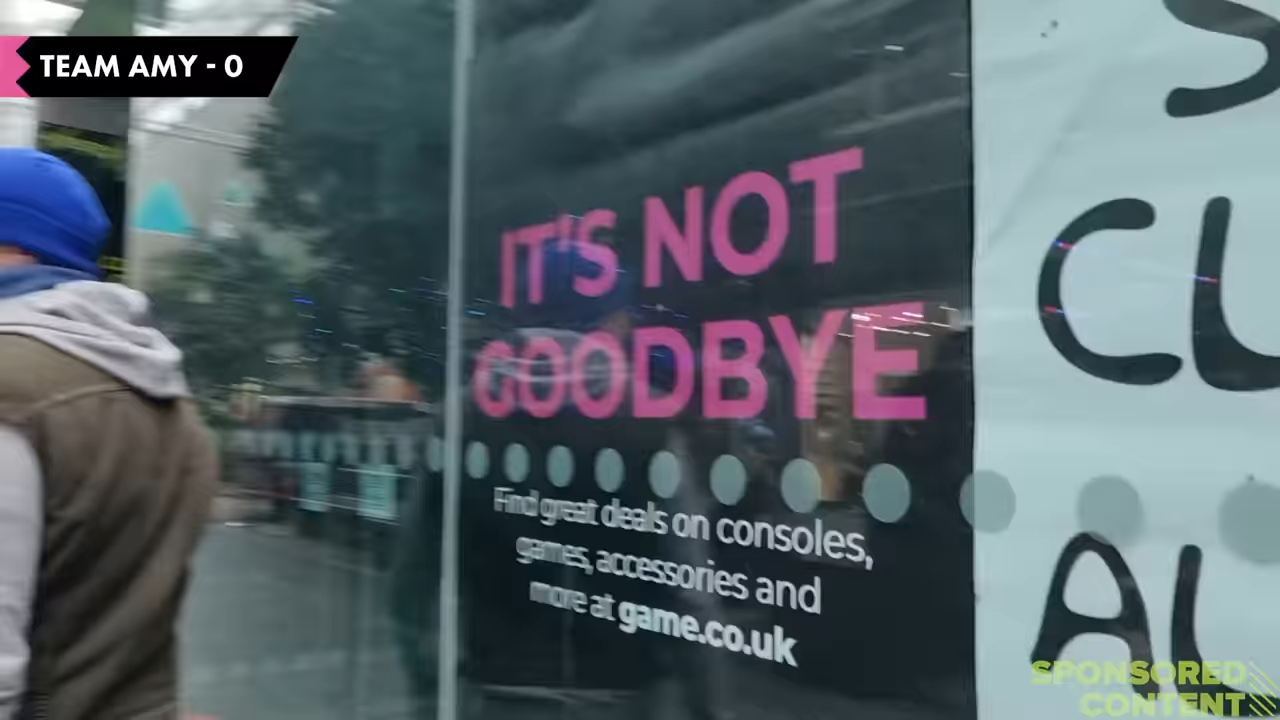 TEAM AMY - 0
IT'S NOT
GOODBYE
Find great deals on consoles,
games, accessories and
more at game.co.uk
SPONSORED
CONTENT